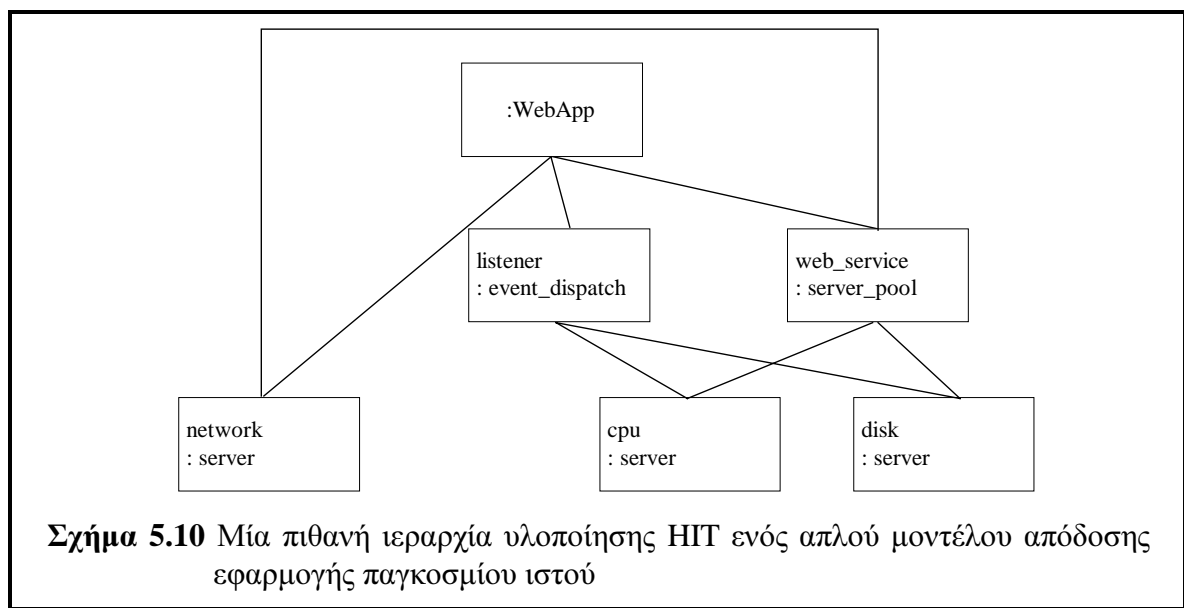 :WebApp
listener
: event_dispatch
web_service
: server_pool
network
: server
cpu
: server
disk
: server
Σχήμα 5.10 Μία πιθανή ιεραρχία υλοποίησης HIT ενός απλού μοντέλου απόδοσης
εφαρμογής παγκοσμίου ιστού